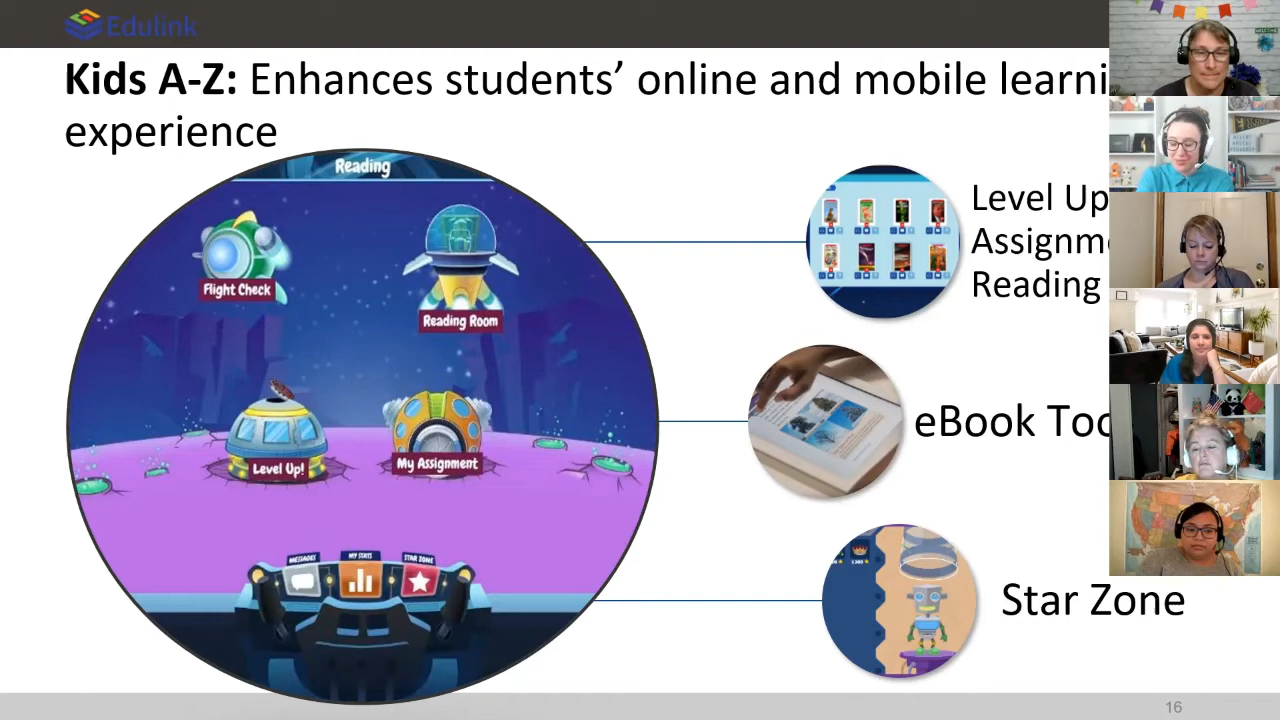 Edulink
Kids A-Z: Enhances students’ online and mobile learni
experience
Reading
Flight Check
Reading Room
Level Up!
My Assignment
MESSAGES
MY STATS
STAR ZONE
Level Up
Assignm
Reading
eBook Too
Star Zone
16